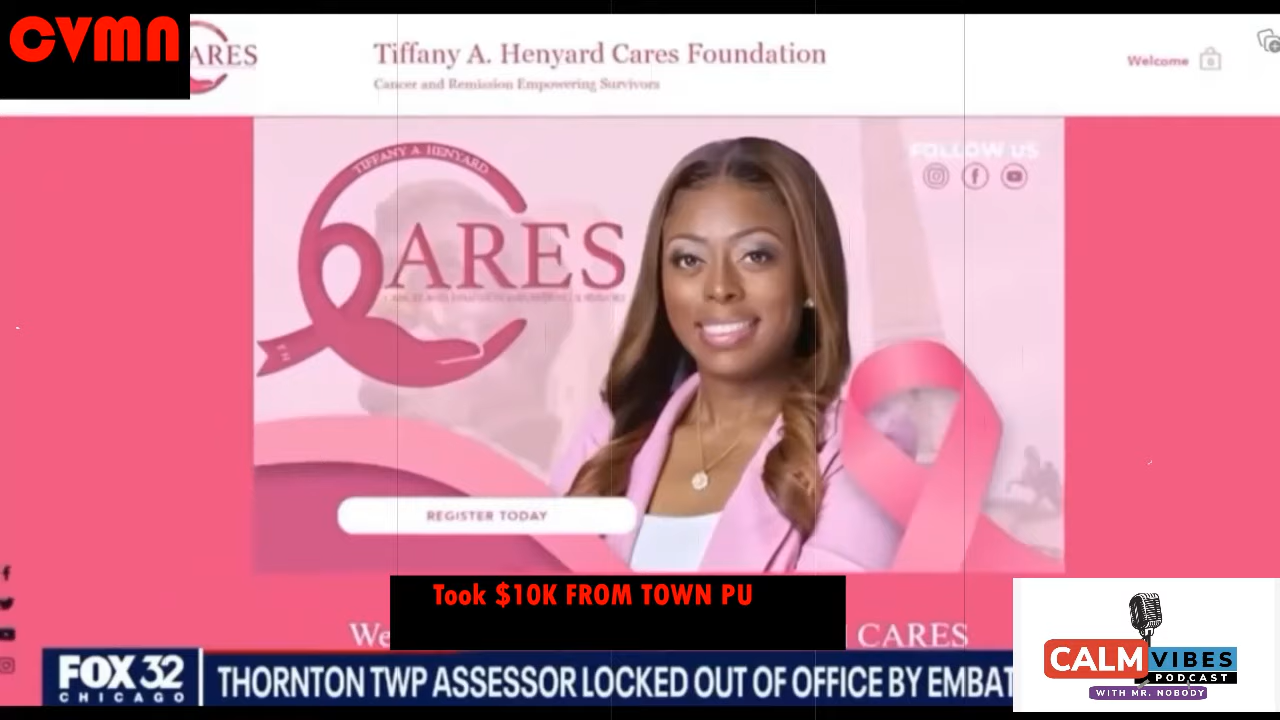 CVMN
ARES
Tiffany A. Henyard Cares Foundation
Cancer and Remission Empowering Survivors
Welcome
0
FOLLOW US
TIFFANY A HENYARD
CARES
REGISTER TODAY
Took $10K FROM TOWN PU
We
CARES
FOX 32
CHICAGO
THORNTON TWP ASSESSOR LOCKED OUT OF OFFICE BY EMBAT
CALM VIBES
PODCAST
WITH MR. NOBODY